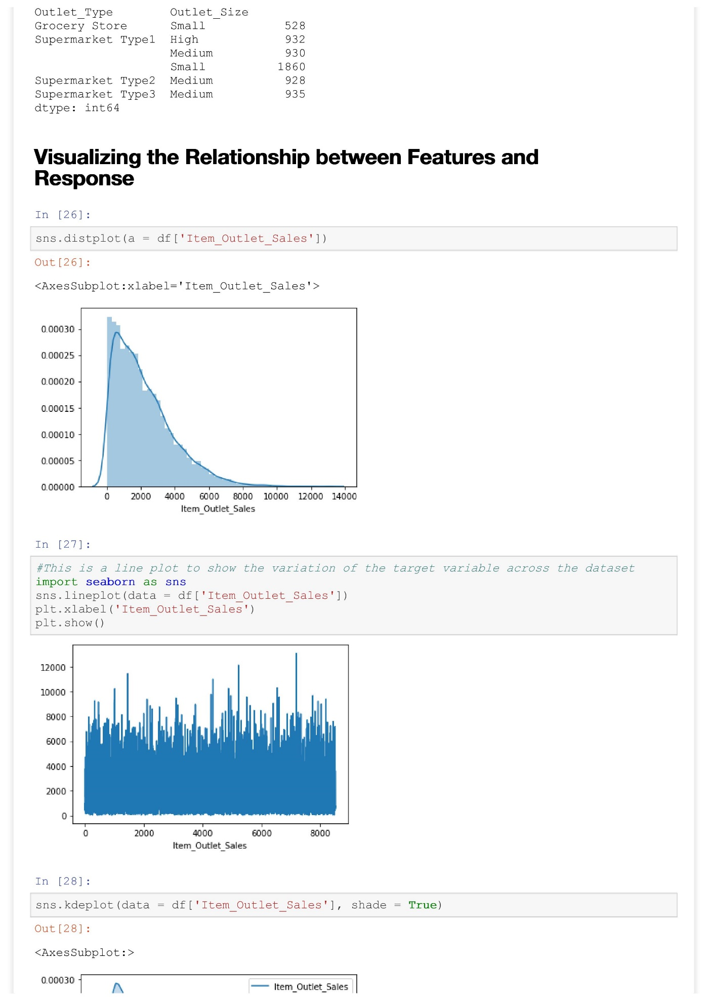 Outlet_Type Outlet_Size
Grocery Store Small 528
Supermarket Type1 High 932
Medium 930
Small 1860
Supermarket Type2 Medium 928
Supermarket Type3 Medium 935
dtype: int64
Visualizing the Relationship between Features and
Response
In [26]:
sns.distplot(a = df['Item_Outlet_Sales'])
Out[26]:
<AxesSubplot:xlabel='Item_Outlet_Sales'>
0.00030
0.00025
0.00020
0.00015
0.00010
0.00005
0.00000
0 2000 4000 6000 8000 10000 12000 14000
Item_Outlet_Sales
In [27]:
#This is a line plot to show the variation of the target variable across the dataset
import seaborn as sns
sns.lineplot(data = df['Item_Outlet_Sales'])
plt.xlabel('Item_Outlet_Sales')
plt.show()
12000
10000
8000
6000
4000
2000
0
0 2000 4000 6000 8000
Item_Outlet_Sales
In [28]:
sns.kdeplot(data = df['Item_Outlet_Sales'], shade = True)
Out[28]:
<AxesSubplot:>
0.00030
Item_Outlet_Sales